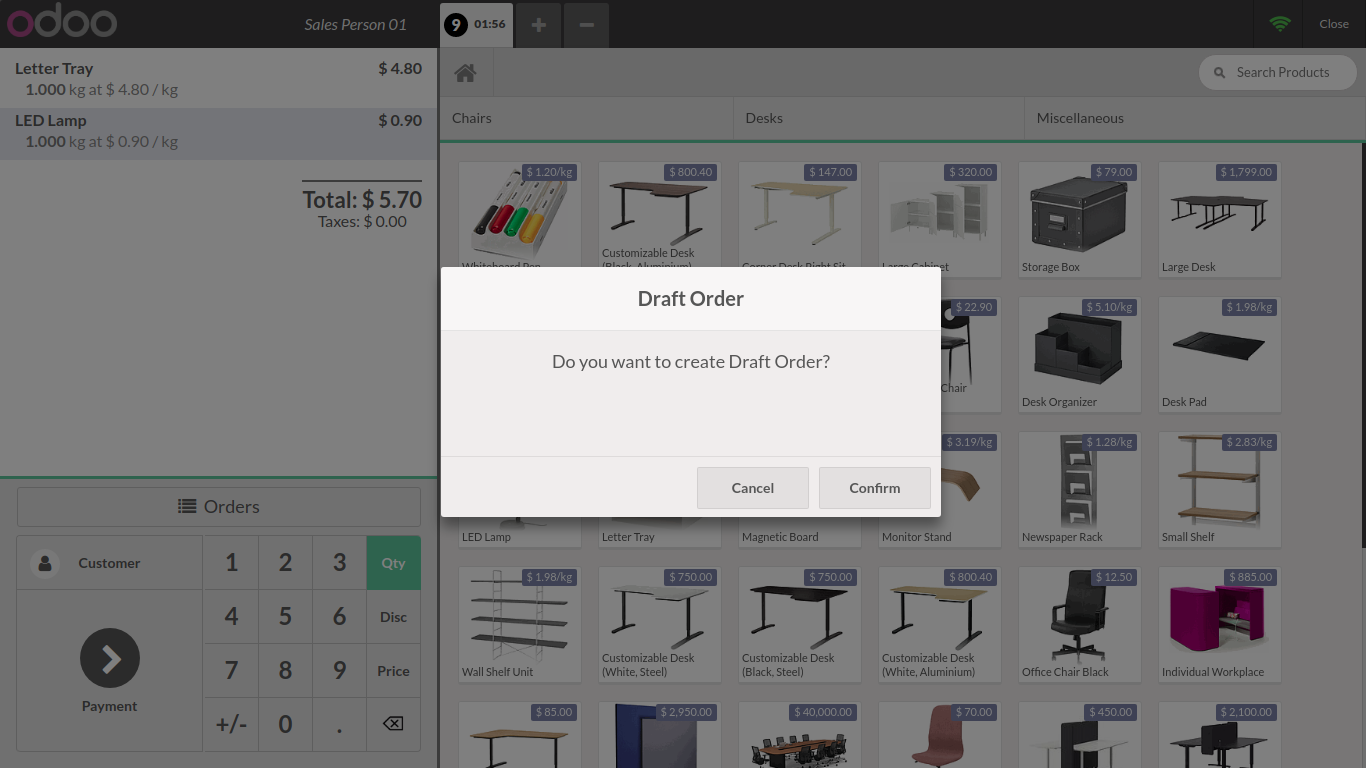 odoo
Sales Person 01
9 01:56
Close
Letter Tray $ 4.80
1.000 kg at $ 4.80 / kg
LED Lamp $ 0.90
1.000 kg at $ 0.90 / kg
Total: $ 5.70
Taxes: $ 0.00
Search Products
Chairs Desks Miscellaneous
$ 1.20/kg $ 800.40 $ 147.00 $ 320.00 $ 79.00 $ 1,799.00
Customizable Desk
Whiteboard Pen (Black, Aluminium) Corner Desk Right Sit Large Cabinet Storage Box Large Desk
Draft Order
Do you want to create Draft Order?
Cancel Confirm
$ 22.90 $ 5.10/kg $ 1.98/kg
Chair Desk Organizer Desk Pad
$ 3.19/kg $ 1.28/kg $ 2.83/kg
LED Lamp Letter Tray Magnetic Board Monitor Stand Newspaper Rack Small Shelf
$ 1.98/kg $ 750.00 $ 750.00 $ 800.40 $ 12.50 $ 885.00
Customizable Desk Customizable Desk Customizable Desk
Wall Shelf Unit (White, Steel) (Black, Steel) (White, Aluminium) Office Chair Black Individual Workplace
$ 85.00 $ 2,950.00 $ 40,000.00 $ 70.00 $ 450.00 $ 2,100.00
Orders
Customer 1 2 3 Qty
4 5 6 Disc
7 8 9 Price
Payment
+/- 0 .